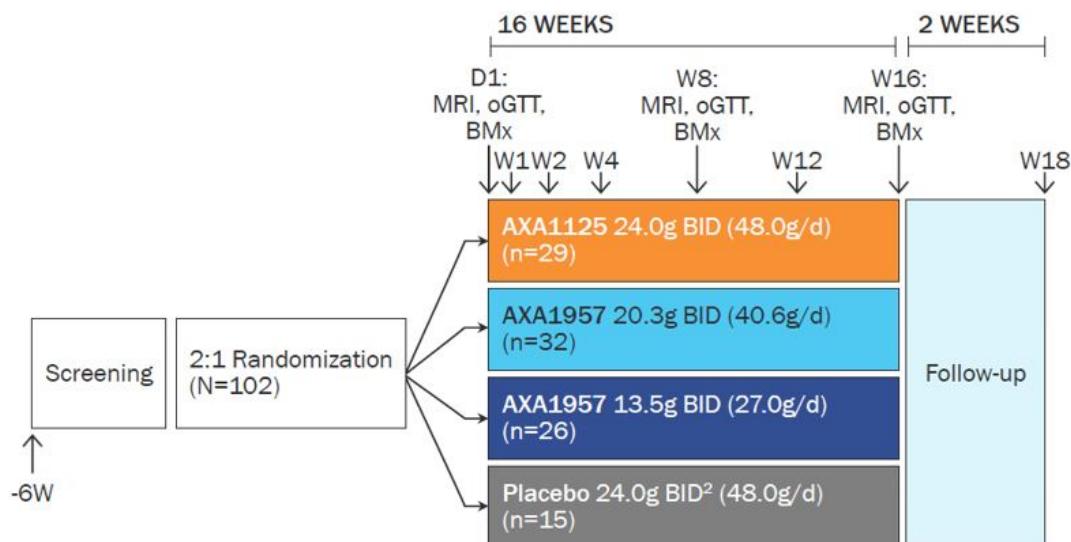 16 WEEKS
2 WEEKS
D1:
MRI, oGTT,
BMx
W8:
MRI, oGTT,
BMx
W16:
MRI, oGTT,
BMx
W1
W2
W4
W12
W18
Screening
2:1 Randomization
(N=102)
-6W
AXA1125 24.0g BID (48.0g/d)
(n=29)
AXA1957 20.3g BID (40.6g/d)
(n=32)
AXA1957 13.5g BID (27.0g/d)
(n=26)
Placebo 24.0g BID² (48.0g/d)
(n=15)
Follow-up